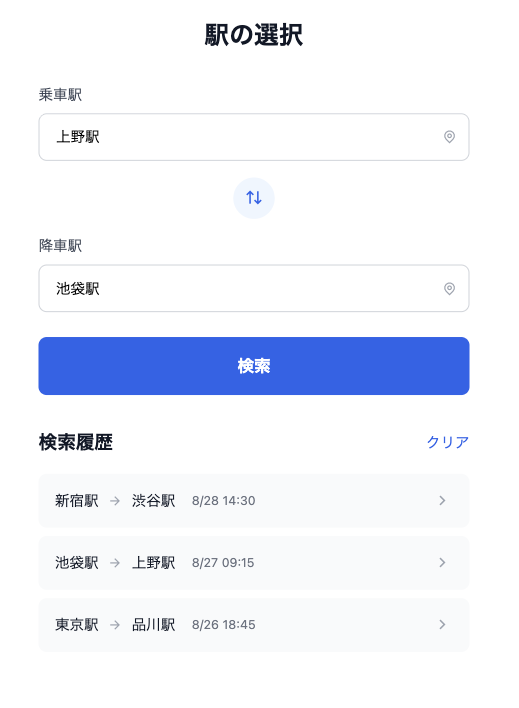 駅の選択
乗車駅
上野駅
降車駅
池袋駅
検索
検索履歴 クリア
新宿駅 → 渋谷駅 8/28 14:30
池袋駅 → 上野駅 8/27 09:15
東京駅 → 品川駅 8/26 18:45